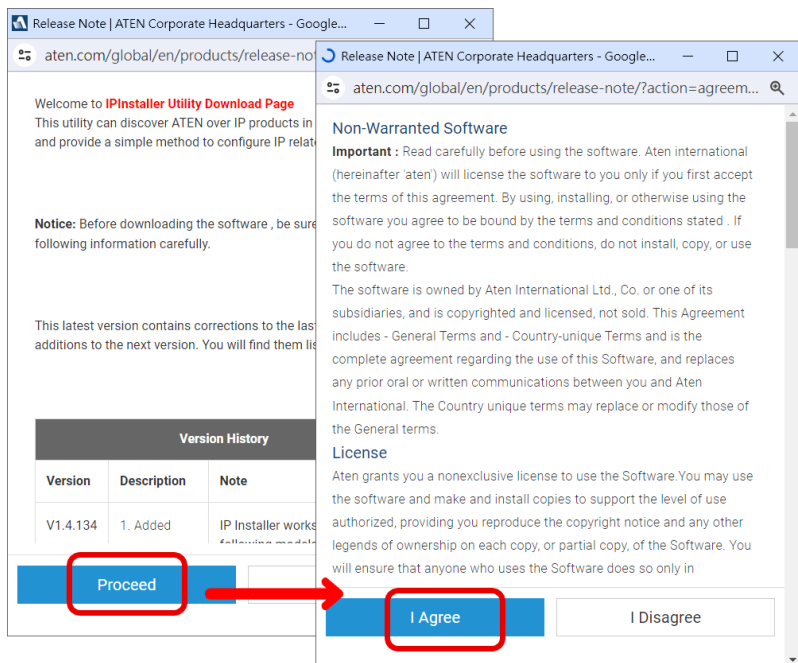 Release Note | ATEN Corporate Headquarters - Google...
aten.com/global/en/products/release-not
Welcome to IPInstaller Utility Download Page
This utility can discover ATEN over IP products in
and provide a simple method to configure IP relat
Notice: Before downloading the software , be sure
following information carefully.
This latest version contains corrections to the las
additions to the next version. You will find them lis
Version History
Version Description Note
V1.4.134 1. Added IP Installer works
following models
Proceed
Release Note | ATEN Corporate Headquarters - Google...
aten.com/global/en/products/release-note/?action=agreem...
Non-Warranted Software
Important : Read carefully before using the software. Aten international
(hereinafter 'aten') will license the software to you only if you first accept
the terms of this agreement. By using, installing, or otherwise using the
software you agree to be bound by the terms and conditions stated . If
you do not agree to the terms and conditions, do not install, copy, or use
the software.
The software is owned by Aten International Ltd., Co. or one of its
subsidiaries, and is copyrighted and licensed, not sold. This Agreement
includes - General Terms and - Country-unique Terms and is the
complete agreement regarding the use of this Software, and replaces
any prior oral or written communications between you and Aten
International. The Country unique terms may replace or modify those of
the General terms.
License
Aten grants you a nonexclusive license to use the Software.You may use
the software and make and install copies to support the level of use
authorized, providing you reproduce the copyright notice and any other
legends of ownership on each copy, or partial copy, of the Software. You
will ensure that anyone who uses the Software does so only in
I Agree
I Disagree